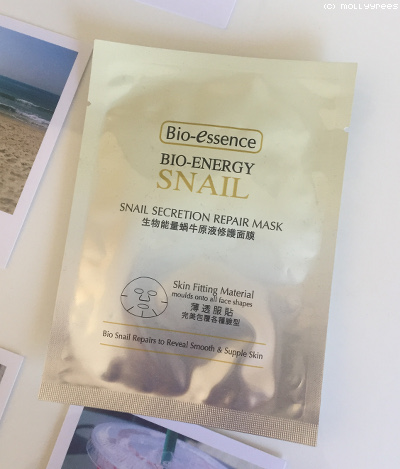 (c) mollyyrees
Bio-essence
BIO-ENERGY
SNAIL
SNAIL SECRETION REPAIR MASK
生物能量蝸牛原液修護面膜
Skin Fitting Material
moulds onto all face shapes
薄透服貼
完美包覆各種臉型
Bio Snail Repairs to Reveal Smooth & Supple Skin